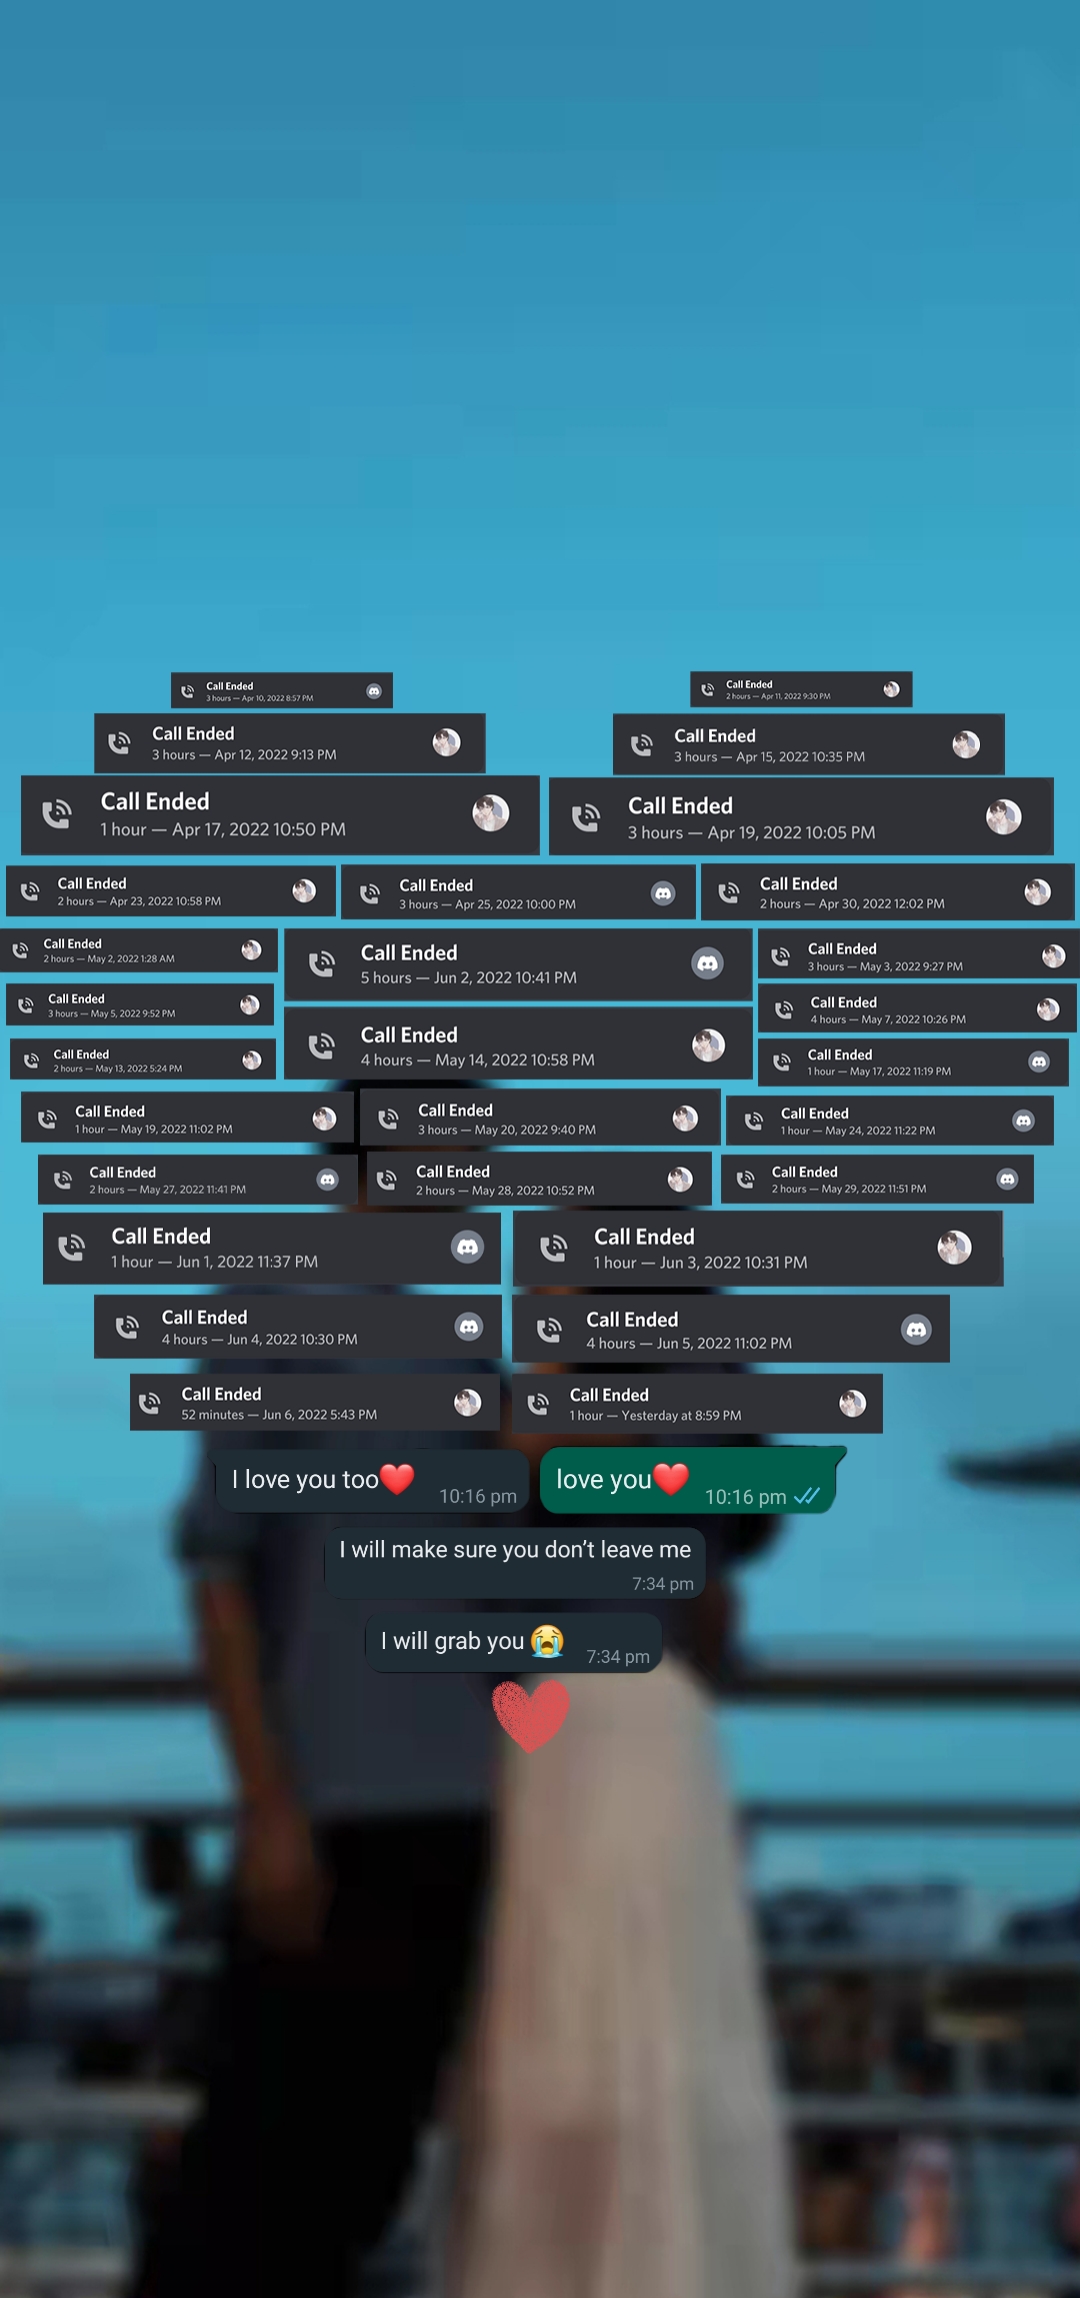 Call Ended
3 hours — Apr 10, 2022 8:57 PM
Call Ended
2 hours — Apr 11, 2022 9:30 PM
Call Ended
3 hours — Apr 12, 2022 9:13 PM
Call Ended
3 hours — Apr 15, 2022 10:35 PM
Call Ended
1 hour — Apr 17, 2022 10:50 PM
Call Ended
3 hours — Apr 19, 2022 10:05 PM
Call Ended
2 hours — Apr 23, 2022 10:58 PM
Call Ended
3 hours — Apr 25, 2022 10:00 PM
Call Ended
2 hours — Apr 30, 2022 12:02 PM
Call Ended
2 hours — May 2, 2022 1:28 AM
Call Ended
5 hours — Jun 2, 2022 10:41 PM
Call Ended
3 hours — May 3, 2022 9:27 PM
Call Ended
3 hours — May 5, 2022 9:52 PM
Call Ended
4 hours — May 14, 2022 10:58 PM
Call Ended
4 hours — May 7, 2022 10:26 PM
Call Ended
2 hours — May 13, 2022 5:24 PM
Call Ended
1 hour — May 17, 2022 11:19 PM
Call Ended
1 hour — May 19, 2022 11:02 PM
Call Ended
3 hours — May 20, 2022 9:40 PM
Call Ended
1 hour — May 24, 2022 11:22 PM
Call Ended
2 hours — May 27, 2022 11:41 PM
Call Ended
2 hours — May 28, 2022 10:52 PM
Call Ended
2 hours — May 29, 2022 11:51 PM
Call Ended
1 hour — Jun 1, 2022 11:37 PM
Call Ended
1 hour — Jun 3, 2022 10:31 PM
Call Ended
4 hours — Jun 4, 2022 10:30 PM
Call Ended
4 hours — Jun 5, 2022 11:02 PM
Call Ended
52 minutes — Jun 6, 2022 5:43 PM
Call Ended
1 hour — Yesterday at 8:59 PM
I love you too❤️ 10:16 pm
love you❤️ 10:16 pm
I will make sure you don't leave me
7:34 pm
I will grab you 😭 7:34 pm